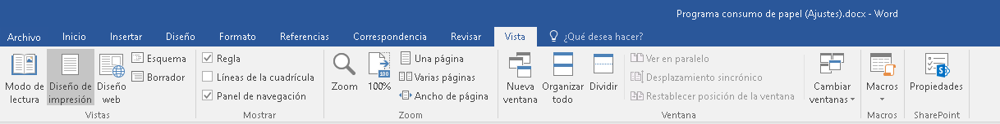 Programa consumo de papel (Ajustes).docx - Word
Archivo Inicio Insertar Diseño Formato Referencias Correspondencia Revisar Vista ¿Qué desea hacer?
Modo de lectura
Diseño de impresión
Diseño web
Esquema
Borrador
Vistas
Regla
Líneas de la cuadrícula
Panel de navegación
Mostrar
Zoom
100
100%
Una página
Varias páginas
Ancho de página
Zoom
Nueva ventana
Organizar todo
Dividir
Ver en paralelo
Desplazamiento sincrónico
Restablecer posición de la ventana
Cambiar ventanas
Ventana
Macros
Macros
S
Propiedades
SharePoint